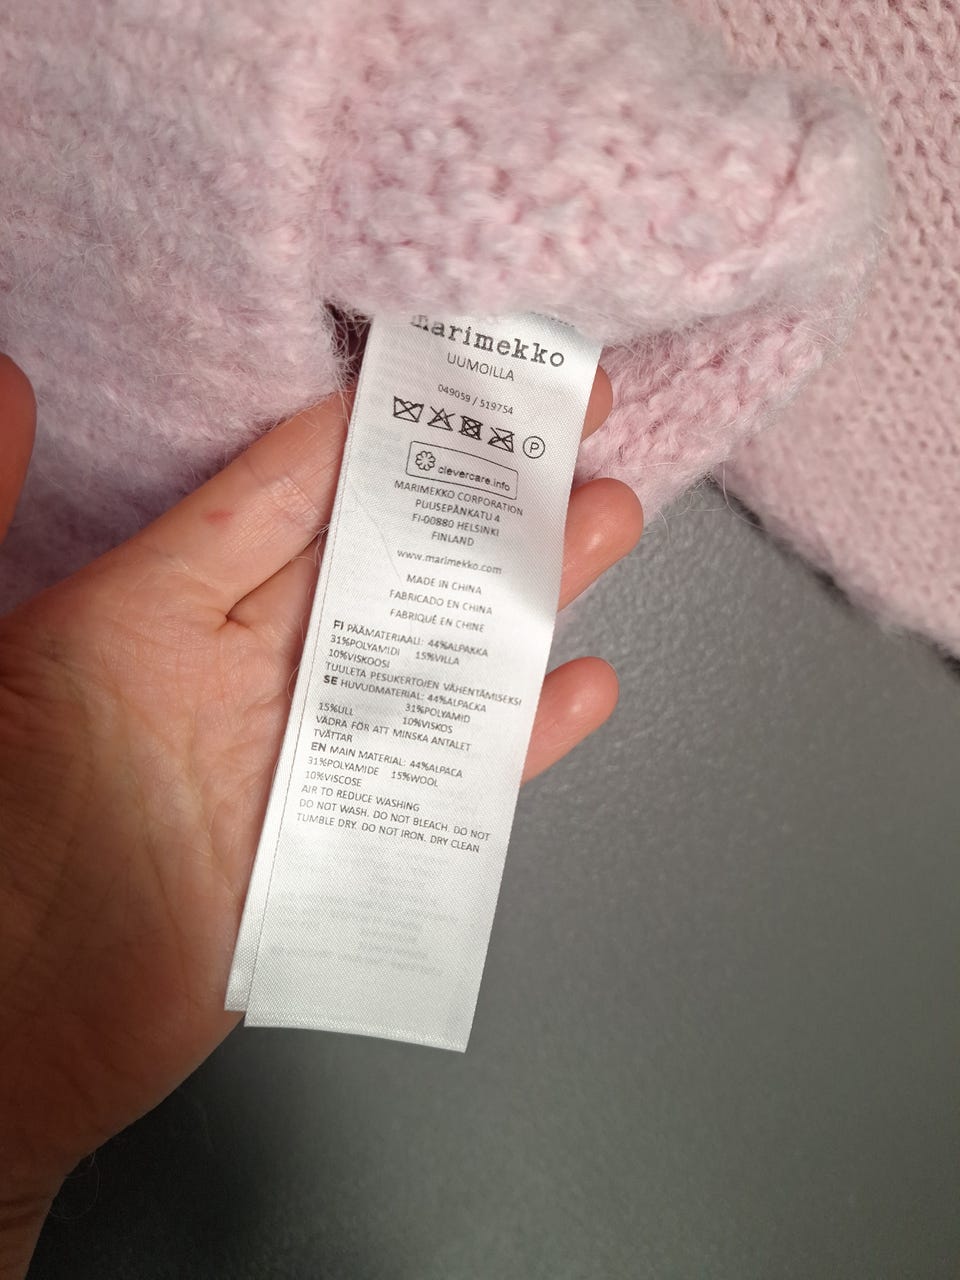 marimekko
UUMOILLA
049059 / 519754
P
clevercare.info
MARIMEKKO CORPORATION
PUUSEPÄNKATU 4
FI-00880 HELSINKI
FINLAND
www.marimekko.com
MADE IN CHINA
FABRICADO EN CHINA
FABRIQUÉ EN CHINE
FI PÄÄMATERIAALI: 44%ALPAKKA
31%POLYAMIDI 15%VILLA
10%VISKOOSI
TUULETA PESUKERTOJEN VÄHENTÄMISEKSI
SE HUVUDMATERIAL: 44%ALPACKA
31%POLYAMID
15%ULL 10%VISKOS
VÄDRA FÖR ATT MINSKA ANTALET
TVÄTTAR
EN MAIN MATERIAL: 44%ALPACA
31%POLYAMIDE 15%WOOL
10%VISCOSE
AIR TO REDUCE WASHING
DO NOT WASH. DO NOT BLEACH. DO NOT
TUMBLE DRY. DO NOT IRON. DRY CLEAN